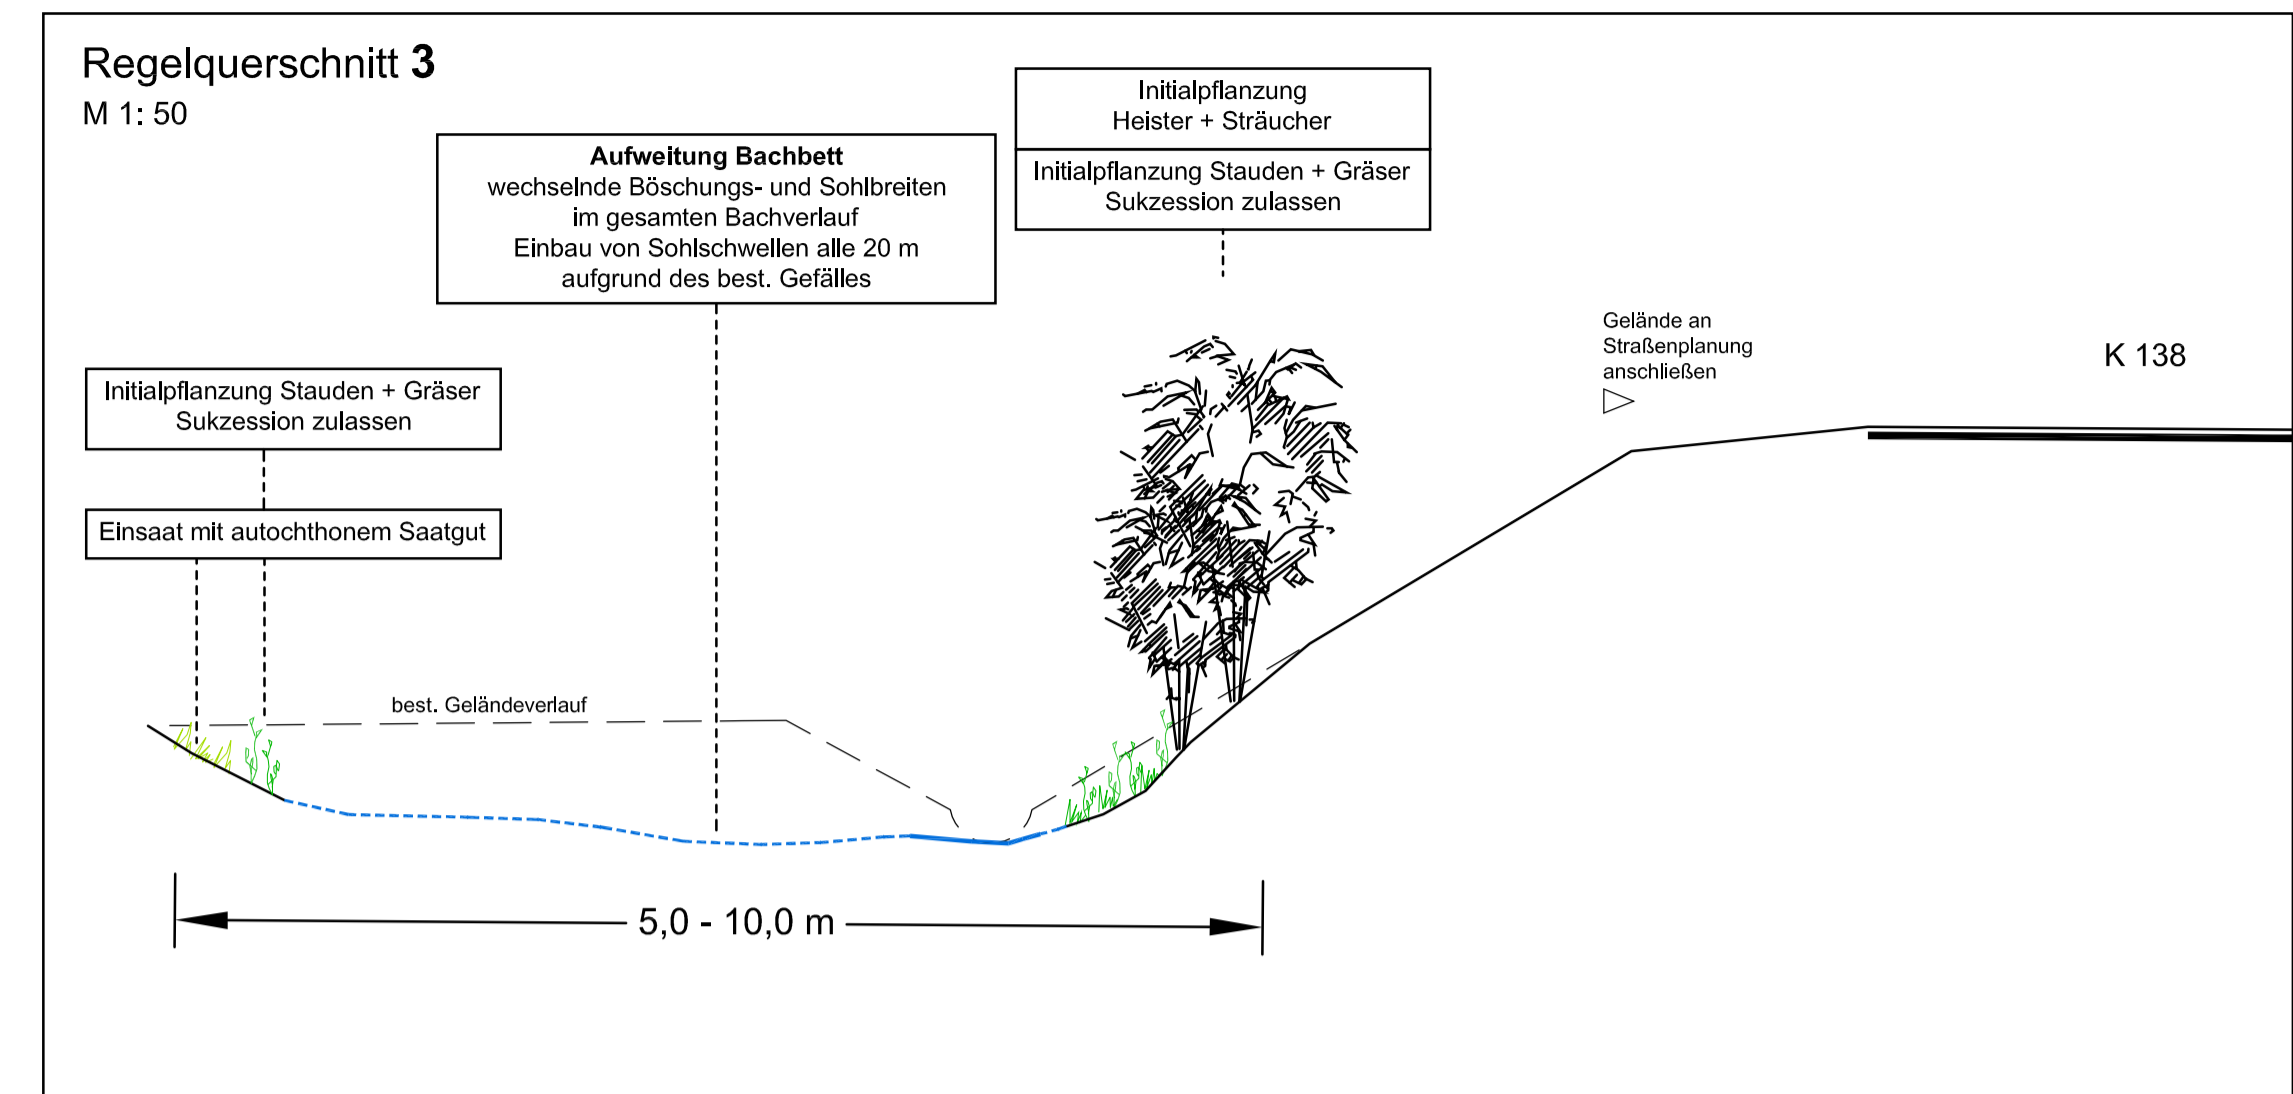 Regelquerschnitt 3
M 1: 50
Aufweitung Bachbett
wechselnde Böschungs- und Sohlbreiten
im gesamten Bachverlauf
Einbau von Sohlschwellen alle 20 m
aufgrund des best. Gefälles
Initialpflanzung
Heister + Sträucher
Initialpflanzung Stauden + Gräser
Sukzession zulassen
Gelände an
Straßenplanung
anschließen
K 138
Initialpflanzung Stauden + Gräser
Sukzession zulassen
Einsaat mit autochthonem Saatgut
best. Geländeverlauf
5,0 - 10,0 m